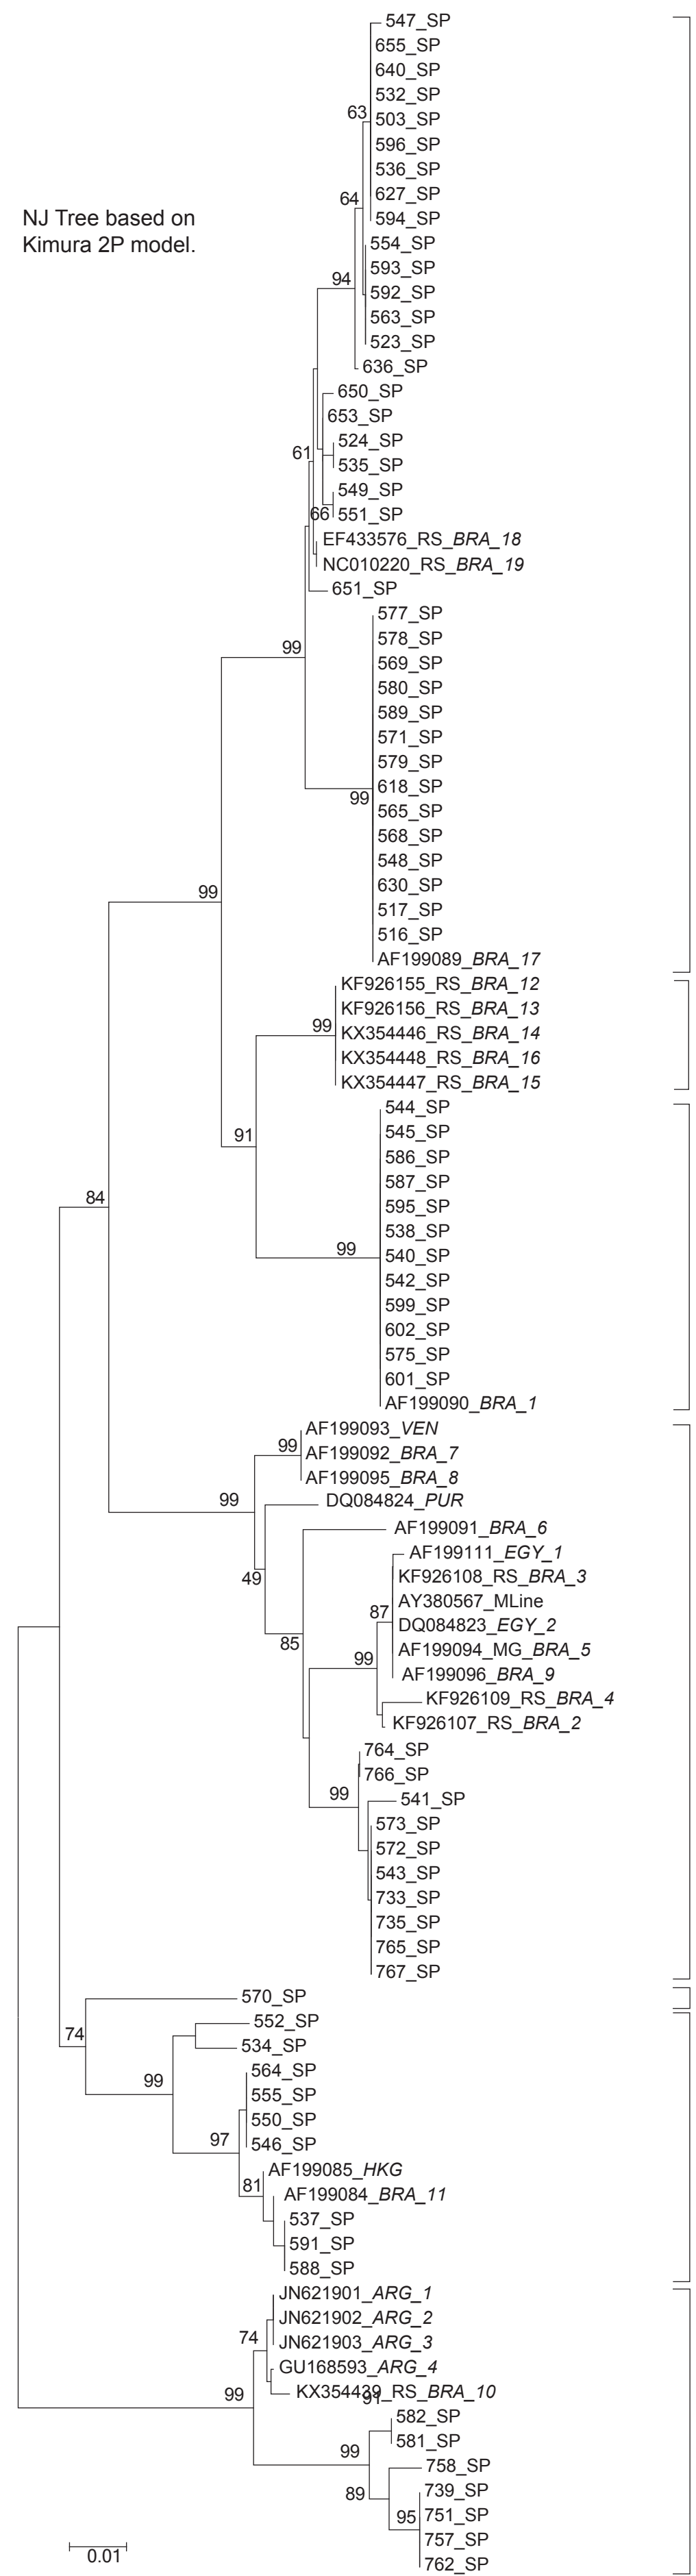 547_SP
655_SP
640_SP
532_SP
63
503_SP
596_SP
536_SP
627_SP
64
NJ Tree based on
Kimura 2P model.
594_SP
554_SP
593_SP
94
592_SP
563_SP
523_SP
636_SP
650_SP
653_SP
524_SP
61
535_SP
549_SP
66
551_SP
EF433576_RS_BRA_18
NC010220_RS_BRA_19
651_SP
577_SP
578_SP
99
569_SP
580_SP
589_SP
571_SP
579_SP
618_SP
99
565_SP
568_SP
548_SP
99
630_SP
517_SP
516_SP
AF199089_BRA_17
KF926155_RS_BRA_12
KF926156_RS_BRA_13
99
KX354446_RS_BRA_14
KX354448_RS_BRA_16
KX354447_RS_BRA_15
544_SP
91
545_SP
586_SP
587_SP
84
595_SP
538_SP
99
540_SP
542_SP
599_SP
602_SP
575_SP
601_SP
AF199090_BRA_1
AF199093_VEN
99
AF199092_BRA_7
AF199095_BRA_8
99
DQ084824_PUR
AF199091_BRA_6
AF199111_EGY_1
49
KF926108_RS_BRA_3
AY380567_MLine
87
DQ084823_EGY_2
85
AF199094_MG_BRA_5
99
AF199096_BRA_9
KF926109_RS_BRA_4
KF926107_RS_BRA_2
764_SP
766_SP
99
541_SP
573_SP
572_SP
543_SP
733_SP
735_SP
765_SP
767_SP
570_SP
552_SP
74
534_SP
564_SP
99
555_SP
550_SP
97
546_SP
AF199085_HKG
81
AF199084_BRA_11
537_SP
591_SP
588_SP
JN621901_ARG_1
JN621902_ARG_2
74
JN621903_ARG_3
GU168593_ARG_4
99
KX354439_RS_BRA_10
91
582_SP
581_SP
99
758_SP
89
739_SP
95
751_SP
757_SP
0.01
762_SP